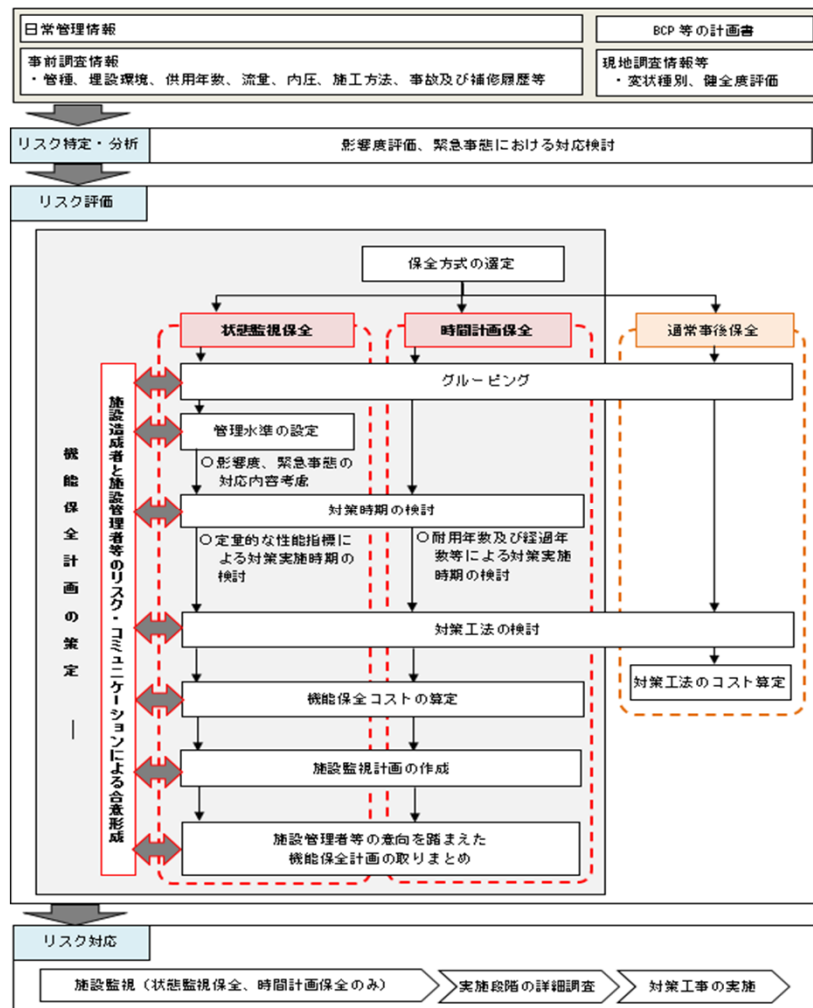 日常管理情報
BCP 等の計画書
事前調査情報
・管種、埋設環境、供用年数、流量、内圧、施工方法、事故及び補修履歴等
現地調査情報等
・変状種別、健全度評価
リスク特定・分析
影響度評価、緊急事態における対応検討
リスク評価
保全方式の選定
状態監視保全
時間計画保全
通常事後保全
グルーピング
管理水準の設定
〇影響度、緊急事態の
対応内容考慮
対策時期の検討
〇定量的な性能指標に
よる対策実施時期の
検討
〇耐用年数及び経過年
数等による対策実施
時期の検討
対策工法の検討
対策工法のコスト算定
機能保全コストの算定
施設監視計画の作成
施設管理者等の意向を踏まえた
機能保全計画の取りまとめ
機能保全計画の策定
施設造成者と施設管理者等のリスク・コミュニケーションによる合意形成
リスク対応
施設監視（状態監視保全、時間計画保全のみ）
実施段階の詳細調査
対策工事の実施